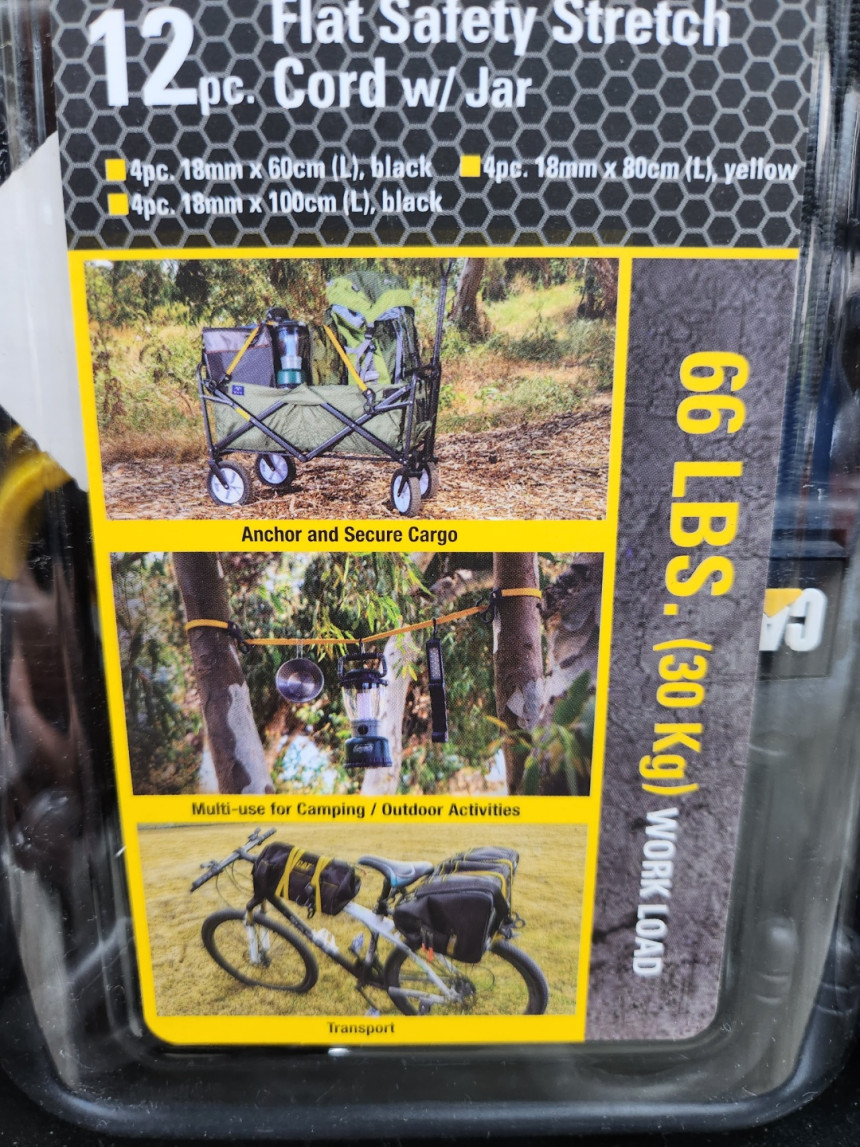 12pc. Flat Safety Stretch
Cord w/ Jar
4pc. 18mm x 60cm (L), black
4pc. 18mm x 80cm (L), yellow
4pc. 18mm x 100cm (L), black
66 LBS. (30 Kg) WORK LOAD
Anchor and Secure Cargo
Multi-use for Camping / Outdoor Activities
Transport